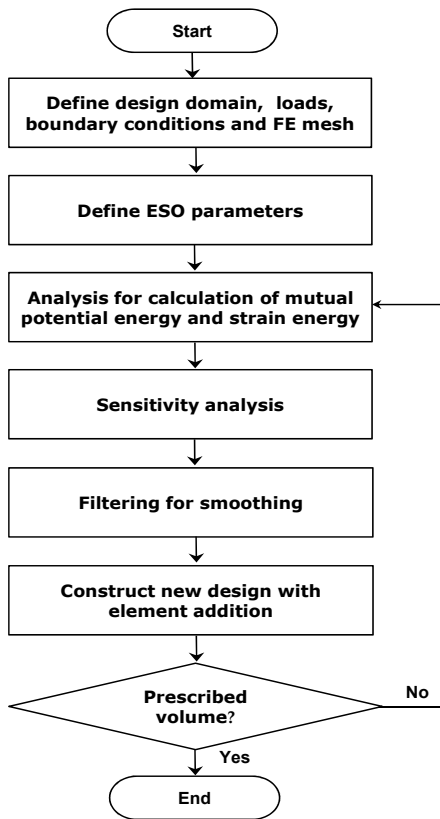 Start
Define design domain, loads,
boundary conditions and FE mesh
Define ESO parameters
Analysis for calculation of mutual
potential energy and strain energy
Sensitivity analysis
Filtering for smoothing
Construct new design with
element addition
Prescribed
volume?
No
Yes
End